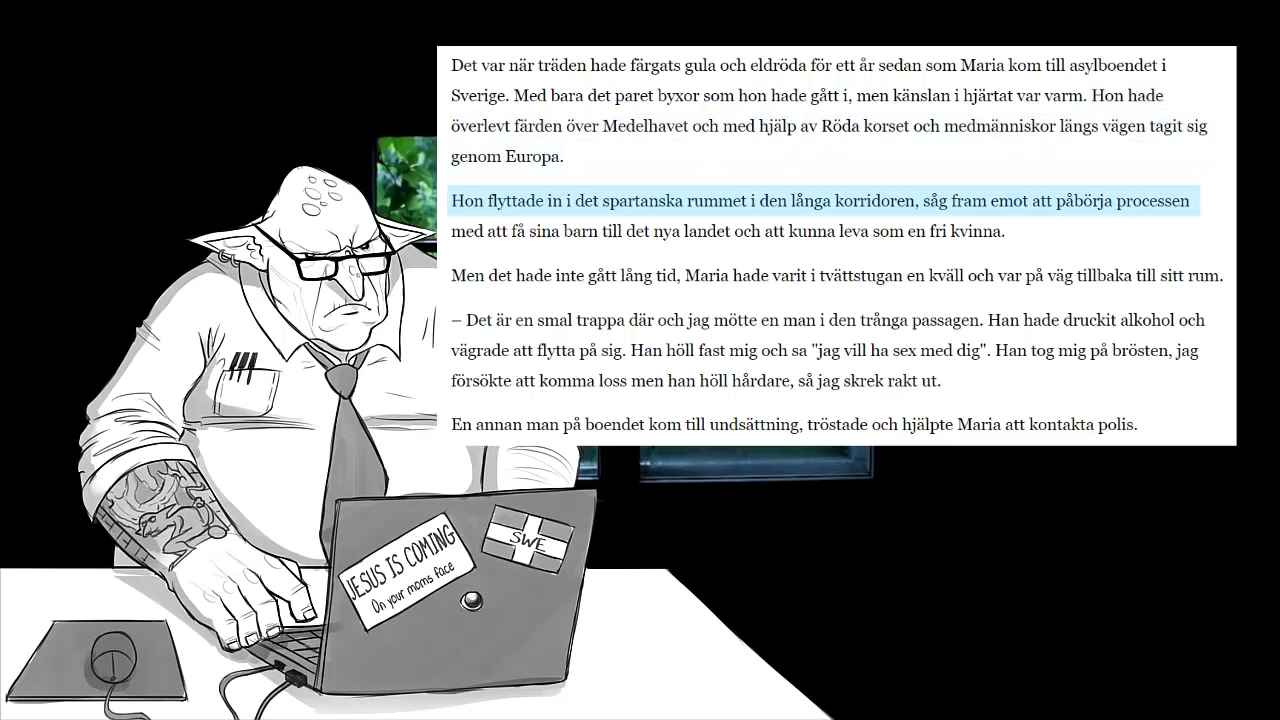 Det var när träden hade färgats gula och eldröda för ett år sedan som Maria kom till asylboendet i
Sverige. Med bara det paret byxor som hon hade gått i, men känslan i hjärtat var varm. Hon hade
överlevt färden över Medelhavet och med hjälp av Röda korset och medmänniskor längs vägen tagit sig
genom Europa.
Hon flyttade in i det spartanska rummet i den långa korridoren, såg fram emot att påbörja processen
med att få sina barn till det nya landet och att kunna leva som en fri kvinna.
Men det hade inte gått lång tid, Maria hade varit i tvättstugan en kväll och var på väg tillbaka till sitt rum.
– Det är en smal trappa där och jag mötte en man i den trånga passagen. Han hade druckit alkohol och
vägrade att flytta på sig. Han höll fast mig och sa "jag vill ha sex med dig". Han tog mig på brösten, jag
försökte att komma loss men han höll hårdare, så jag skrek rakt ut.
En annan man på boendet kom till undsättning, tröstade och hjälpte Maria att kontakta polis.
JESUS IS COMING
On your moms face
SWE